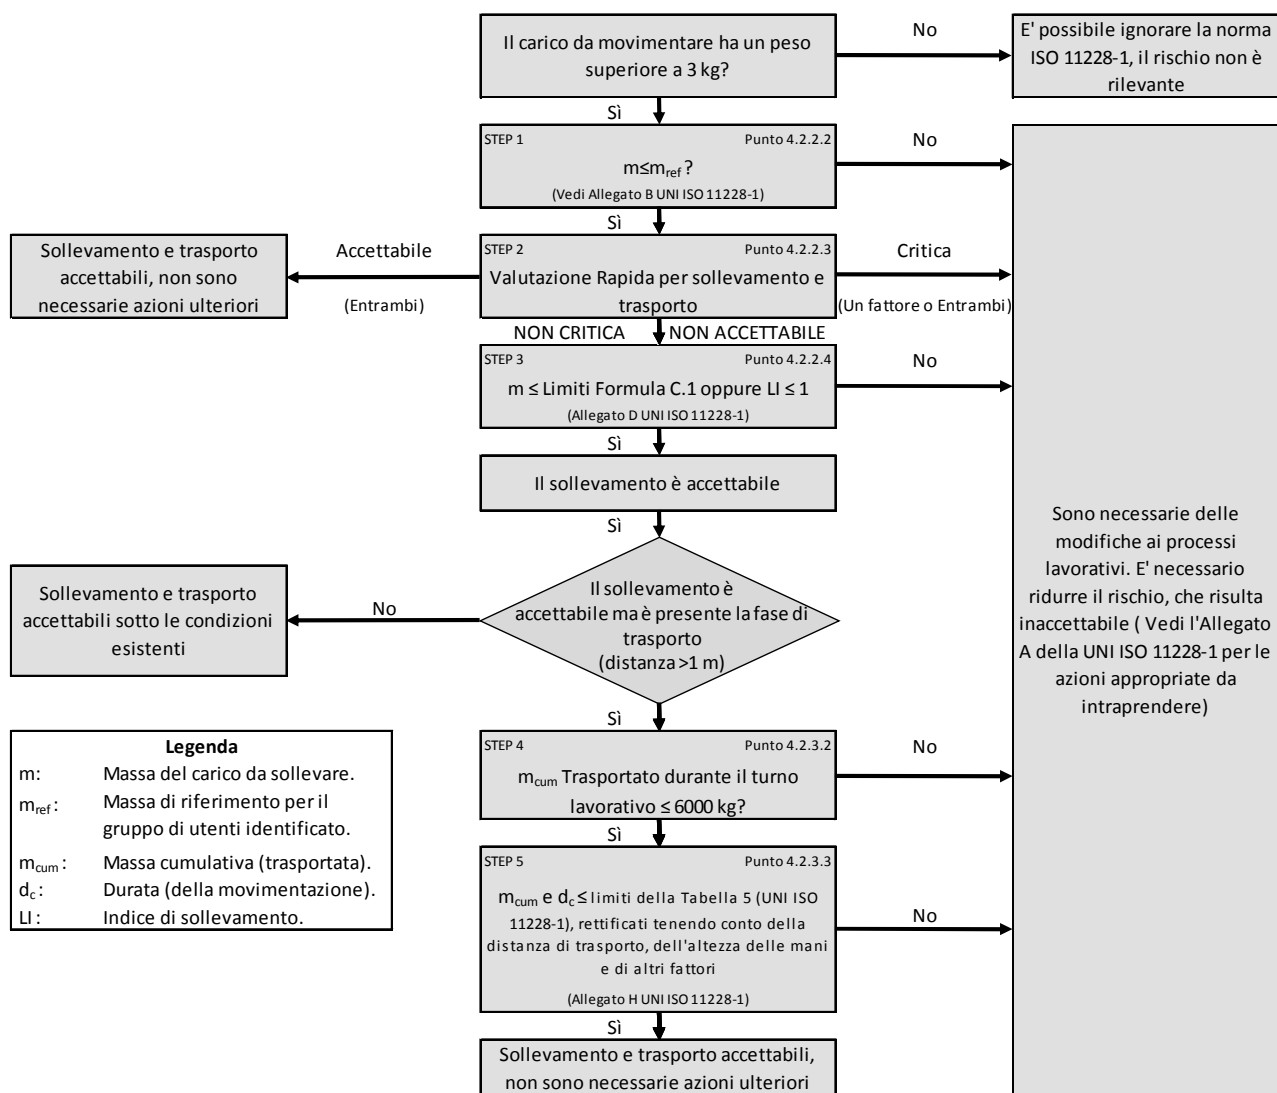 Il carico da movimentare ha un peso
superiore a 3 kg?
No
E' possibile ignorare la norma
ISO 11228-1, il rischio non è
rilevante
Sì
STEP 1 Punto 4.2.2.2
m≤mref ?
(Vedi Allegato B UNI ISO 11228-1)
No
Sì
STEP 2 Punto 4.2.2.3
Valutazione Rapida per sollevamento e
trasporto
Accettabile
(Entrambi)
Sollevamento e trasporto
accettabili, non sono
necessarie azioni ulteriori
Critica
(Un fattore o Entrambi)
NON CRITICA NON ACCETTABILE
STEP 3 Punto 4.2.2.4
m ≤ Limiti Formula C.1 oppure LI ≤ 1
(Allegato D UNI ISO 11228-1)
No
Sì
Il sollevamento è accettabile
Sì
Il sollevamento è
accettabile ma è presente la fase di
trasporto
(distanza >1 m)
No
Sollevamento e trasporto
accettabili sotto le condizioni
esistenti
Sono necessarie delle
modifiche ai processi
lavorativi. E' necessario
ridurre il rischio, che risulta
inaccettabile ( Vedi l'Allegato
A della UNI ISO 11228-1 per le
azioni appropriate da
intraprendere)
Sì
STEP 4 Punto 4.2.3.2
mcum Trasportato durante il turno
lavorativo ≤ 6000 kg?
No
Sì
STEP 5 Punto 4.2.3.3
mcum e dc ≤ limiti della Tabella 5 (UNI ISO
11228-1), rettificati tenendo conto della
distanza di trasporto, dell'altezza delle mani
e di altri fattori
(Allegato H UNI ISO 11228-1)
No
Sì
Sollevamento e trasporto accettabili,
non sono necessarie azioni ulteriori
Legenda
m: Massa del carico da sollevare.
mref : Massa di riferimento per il
gruppo di utenti identificato.
mcum : Massa cumulativa (trasportata).
dc : Durata (della movimentazione).
LI : Indice di sollevamento.